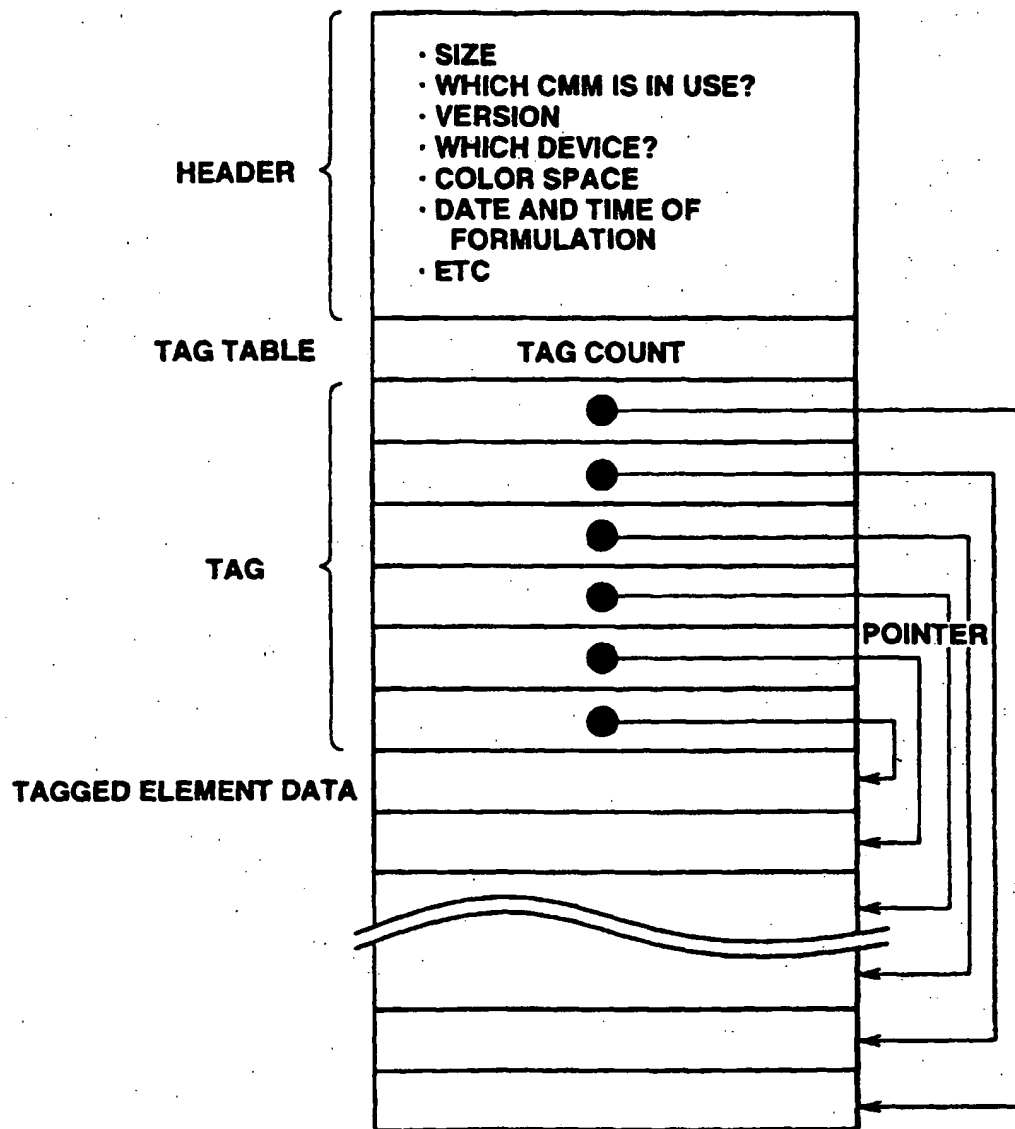 · SIZE
· WHICH CMM IS IN USE?
· VERSION
· WHICH DEVICE?
· COLOR SPACE
· DATE AND TIME OF
FORMULATION
· ETC
HEADER
TAG TABLE
TAG COUNT
TAG
POINTER
TAGGED ELEMENT DATA